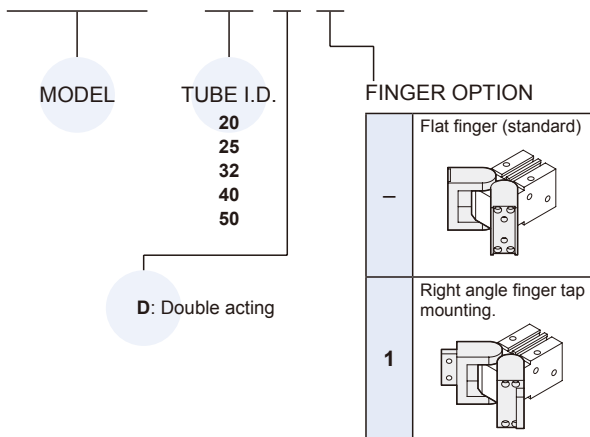 MODEL
TUBE I.D.
20
25
32
40
50
D: Double acting
FINGER OPTION
–
Flat finger (standard)
1
Right angle finger tap
mounting.